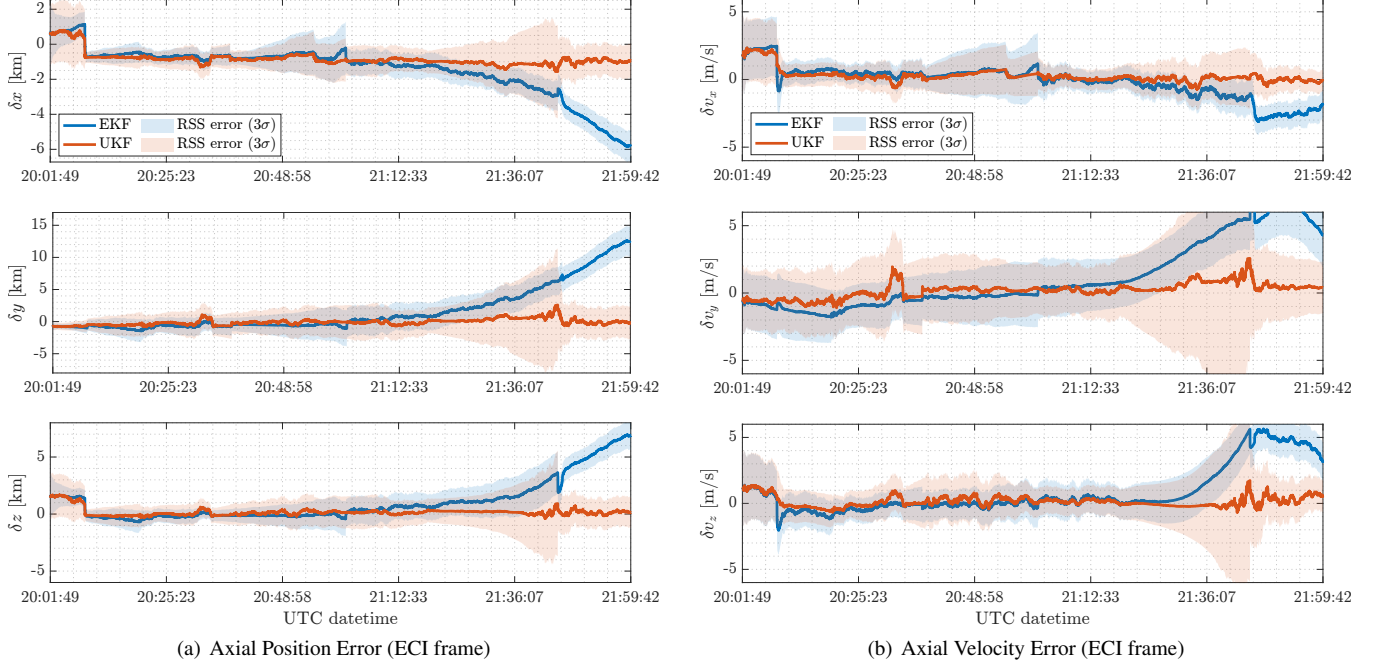 δx [km]
2
0
-2
-4
-6
EKF RSS error (3σ)
UKF RSS error (3σ)
20:01:49 20:25:23 20:48:58 21:12:33 21:36:07 21:59:42
δy [km]
15
10
5
0
-5
20:01:49 20:25:23 20:48:58 21:12:33 21:36:07 21:59:42
δz [km]
5
0
-5
20:01:49 20:25:23 20:48:58 21:12:33 21:36:07 21:59:42
UTC datetime
(a) Axial Position Error (ECI frame)
δvx [m/s]
5
0
-5
EKF RSS error (3σ)
UKF RSS error (3σ)
20:01:49 20:25:23 20:48:58 21:12:33 21:36:07 21:59:42
δvy [m/s]
5
0
-5
20:01:49 20:25:23 20:48:58 21:12:33 21:36:07 21:59:42
δvz [m/s]
5
0
-5
20:01:49 20:25:23 20:48:58 21:12:33 21:36:07 21:59:42
UTC datetime
(b) Axial Velocity Error (ECI frame)